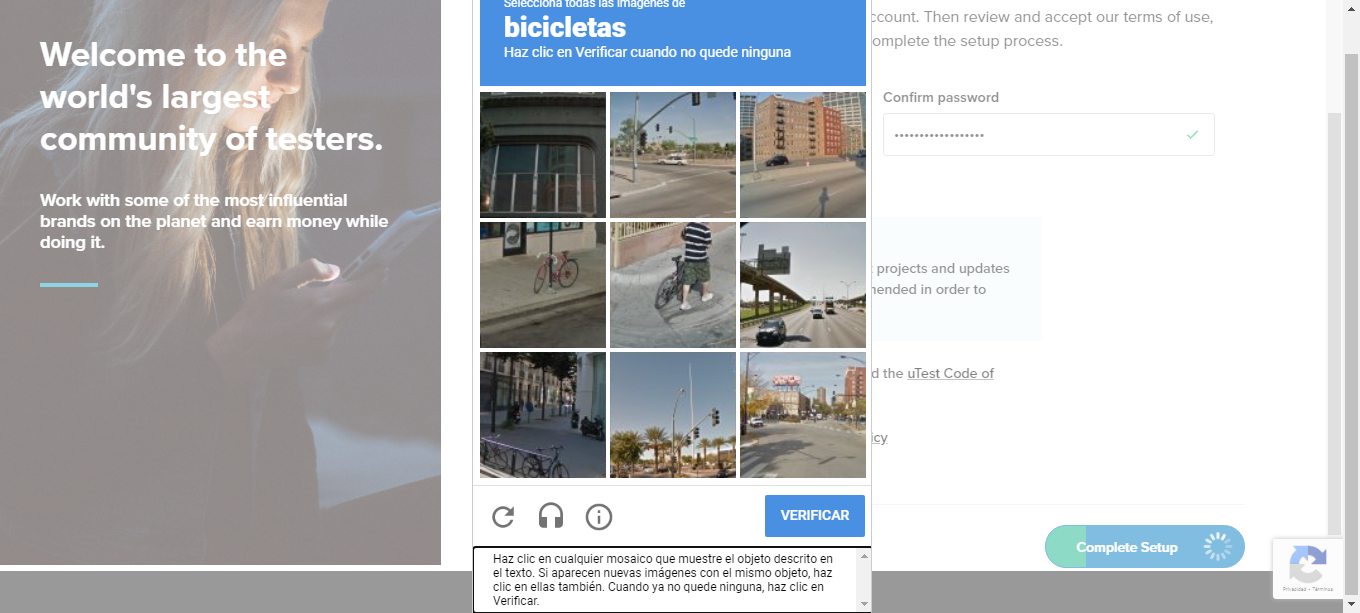 Welcome to the
world's largest
community of testers.
Work with some of the most influential
brands on the planet and earn money while
doing it.
Selecciona todas las imágenes de
bicicletas
Haz clic en Verificar cuando no quede ninguna
VERIFICAR
Haz clic en cualquier mosaico que muestre el objeto descrito en
el texto. Si aparecen nuevas imágenes con el mismo objeto, haz
clic en ellas también. Cuando ya no quede ninguna, haz clic en
Verificar.
ccount. Then review and accept our terms of use,
omplete the setup process.
Confirm password
projects and updates
mended in order to
d the uTest Code of
icy
Complete Setup
Privacidad - Términos